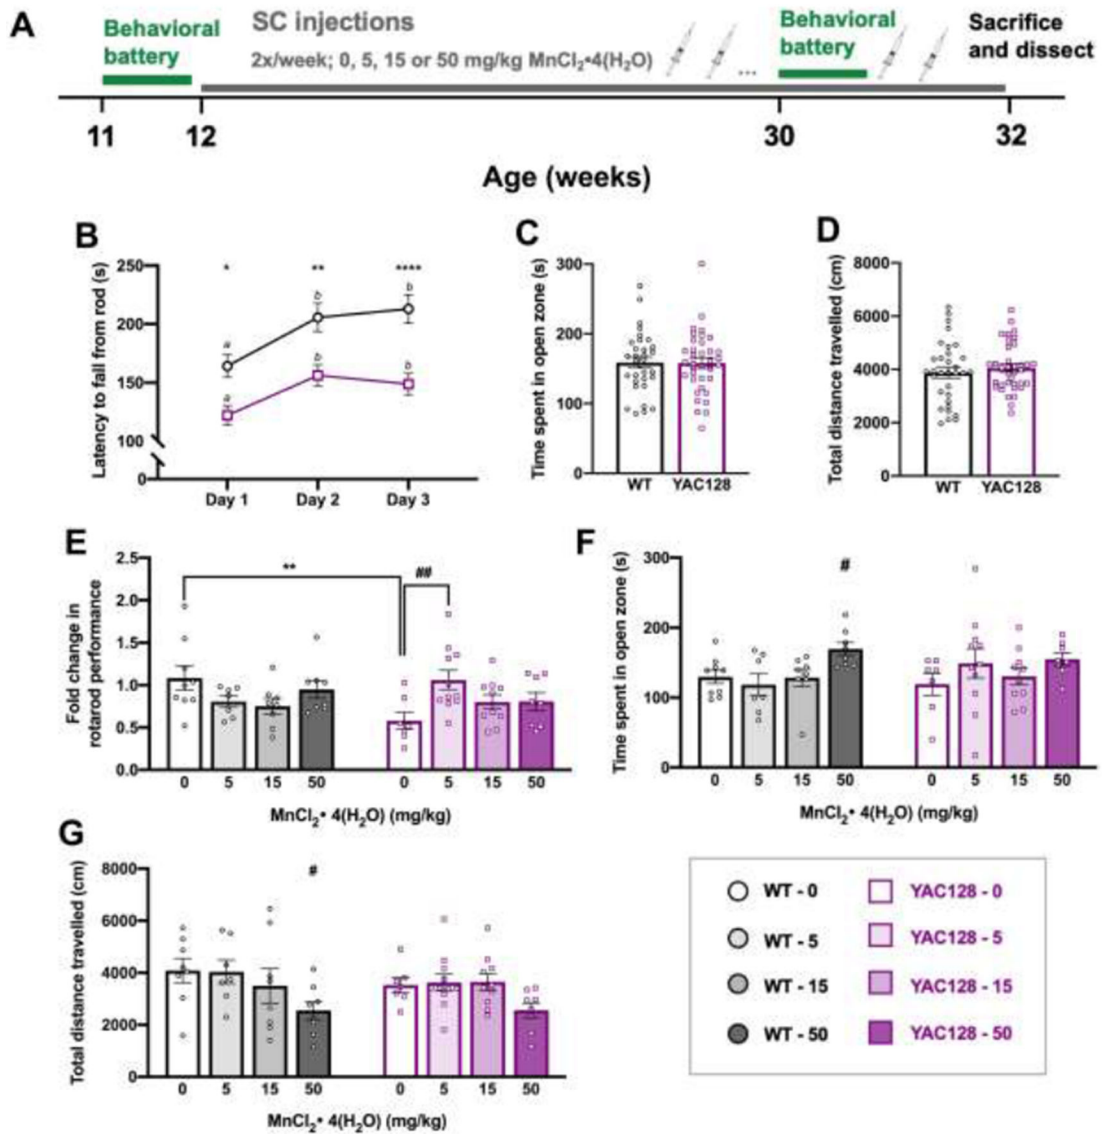 A
Behavioral
battery
SC injections
2x/week; 0, 5, 15 or 50 mg/kg MnCl₂•4(H₂O)
...
Behavioral
battery
Sacrifice
and dissect
11
12
30
32
Age (weeks)
B
Latency to fall from rod (s)
250
200
150
100
0
*
**
****
a
b
b
a
b
b
Day 1
Day 2
Day 3
C
Time spent in open zone (s)
300
200
100
0
WT
YAC128
D
Total distance travelled (cm)
8000
6000
4000
2000
0
WT
YAC128
E
Fold change in
rotarod performance
2.5
2.0
1.5
1.0
0.5
0.0
**
##
0
5
15
50
0
5
15
50
MnCl₂• 4(H₂O) (mg/kg)
F
Time spent in open zone (s)
300
200
100
0
#
0
5
15
50
0
5
15
50
MnCl₂• 4(H₂O) (mg/kg)
G
Total distance travelled (cm)
8000
6000
4000
2000
0
#
0
5
15
50
0
5
15
50
MnCl₂• 4(H₂O) (mg/kg)
WT - 0
YAC128 - 0
WT - 5
YAC128 - 5
WT - 15
YAC128 - 15
WT - 50
YAC128 - 50